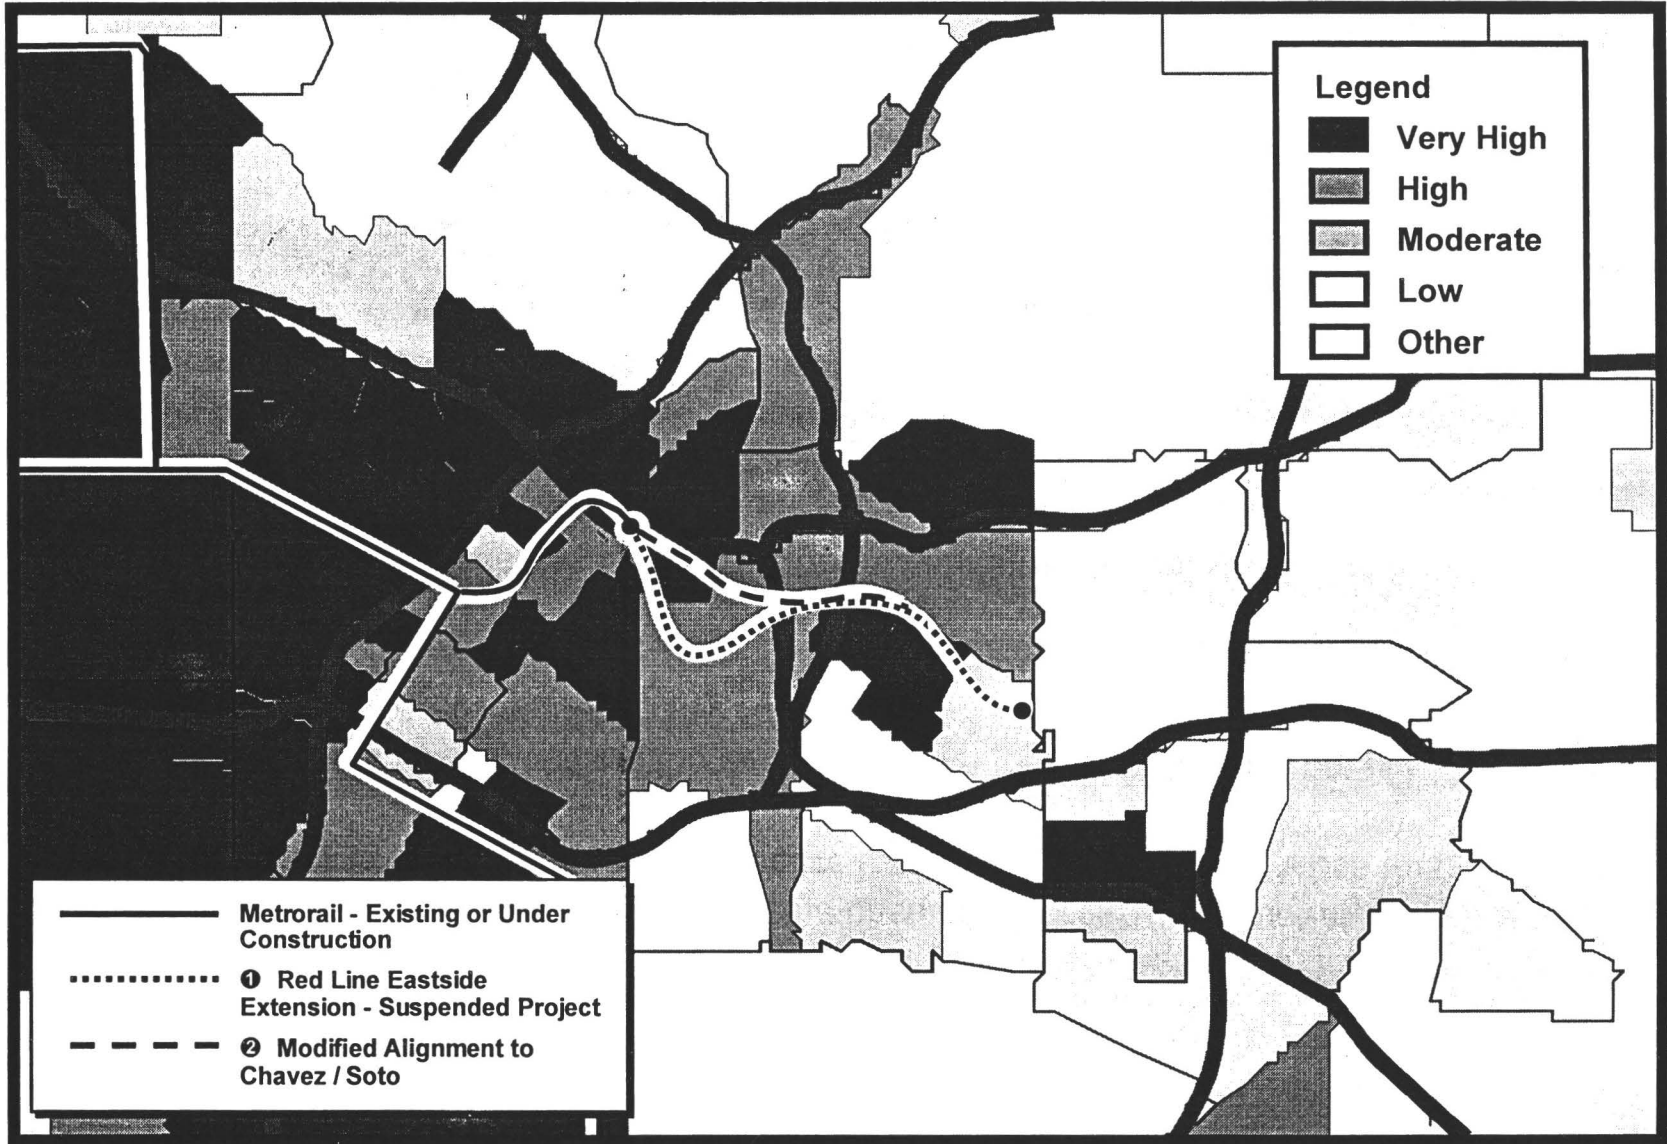 Legend
Very High
High
Moderate
Low
Other
Metrorail - Existing or Under
Construction
❶ Red Line Eastside
Extension - Suspended Project
❷ Modified Alignment to
Chavez / Soto